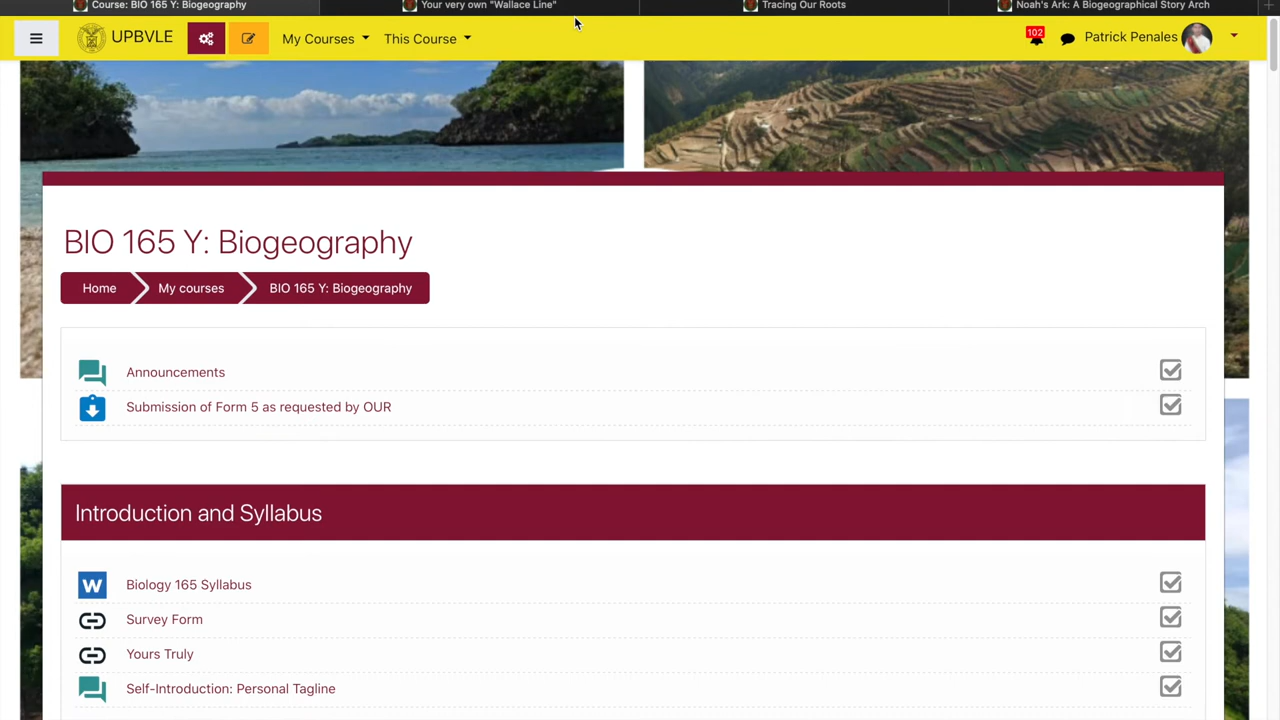 Course: BIO 165 Y: Biogeography
Your very own "Wallace Line"
Tracing Our Roots
Noah's Ark: A Biogeographical Story Arch
UPBVLE
My Courses
This Course
102
Patrick Penales
BIO 165 Y: Biogeography
Home
My courses
BIO 165 Y: Biogeography
Announcements
Submission of Form 5 as requested by OUR
Introduction and Syllabus
W
Biology 165 Syllabus
Survey Form
Yours Truly
Self-Introduction: Personal Tagline